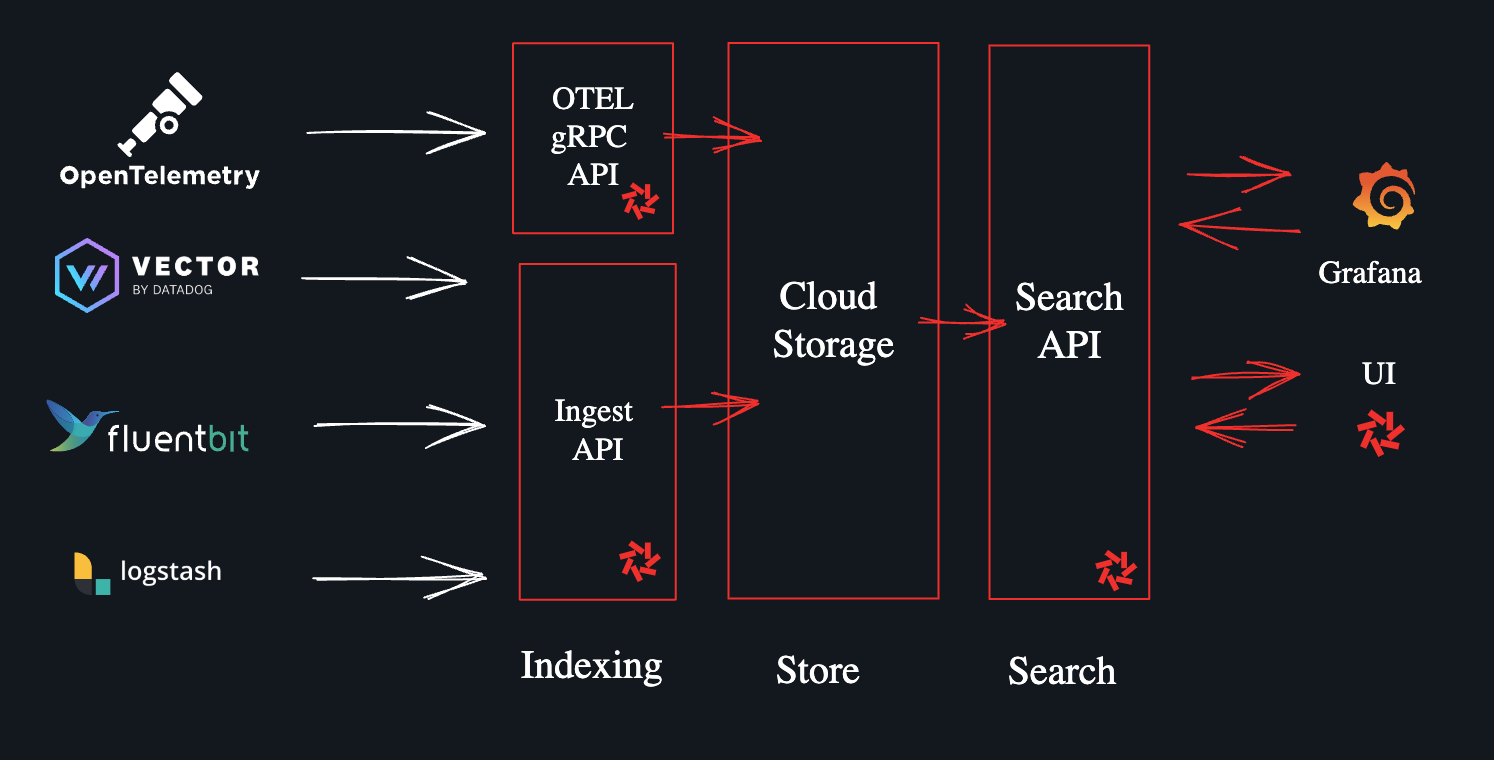 OpenTelemetry
VECTOR
BY DATADOG
fluentbit
logstash
OTEL
gRPC
API
Ingest
API
Cloud
Storage
Search
API
Grafana
UI
Indexing
Store
Search